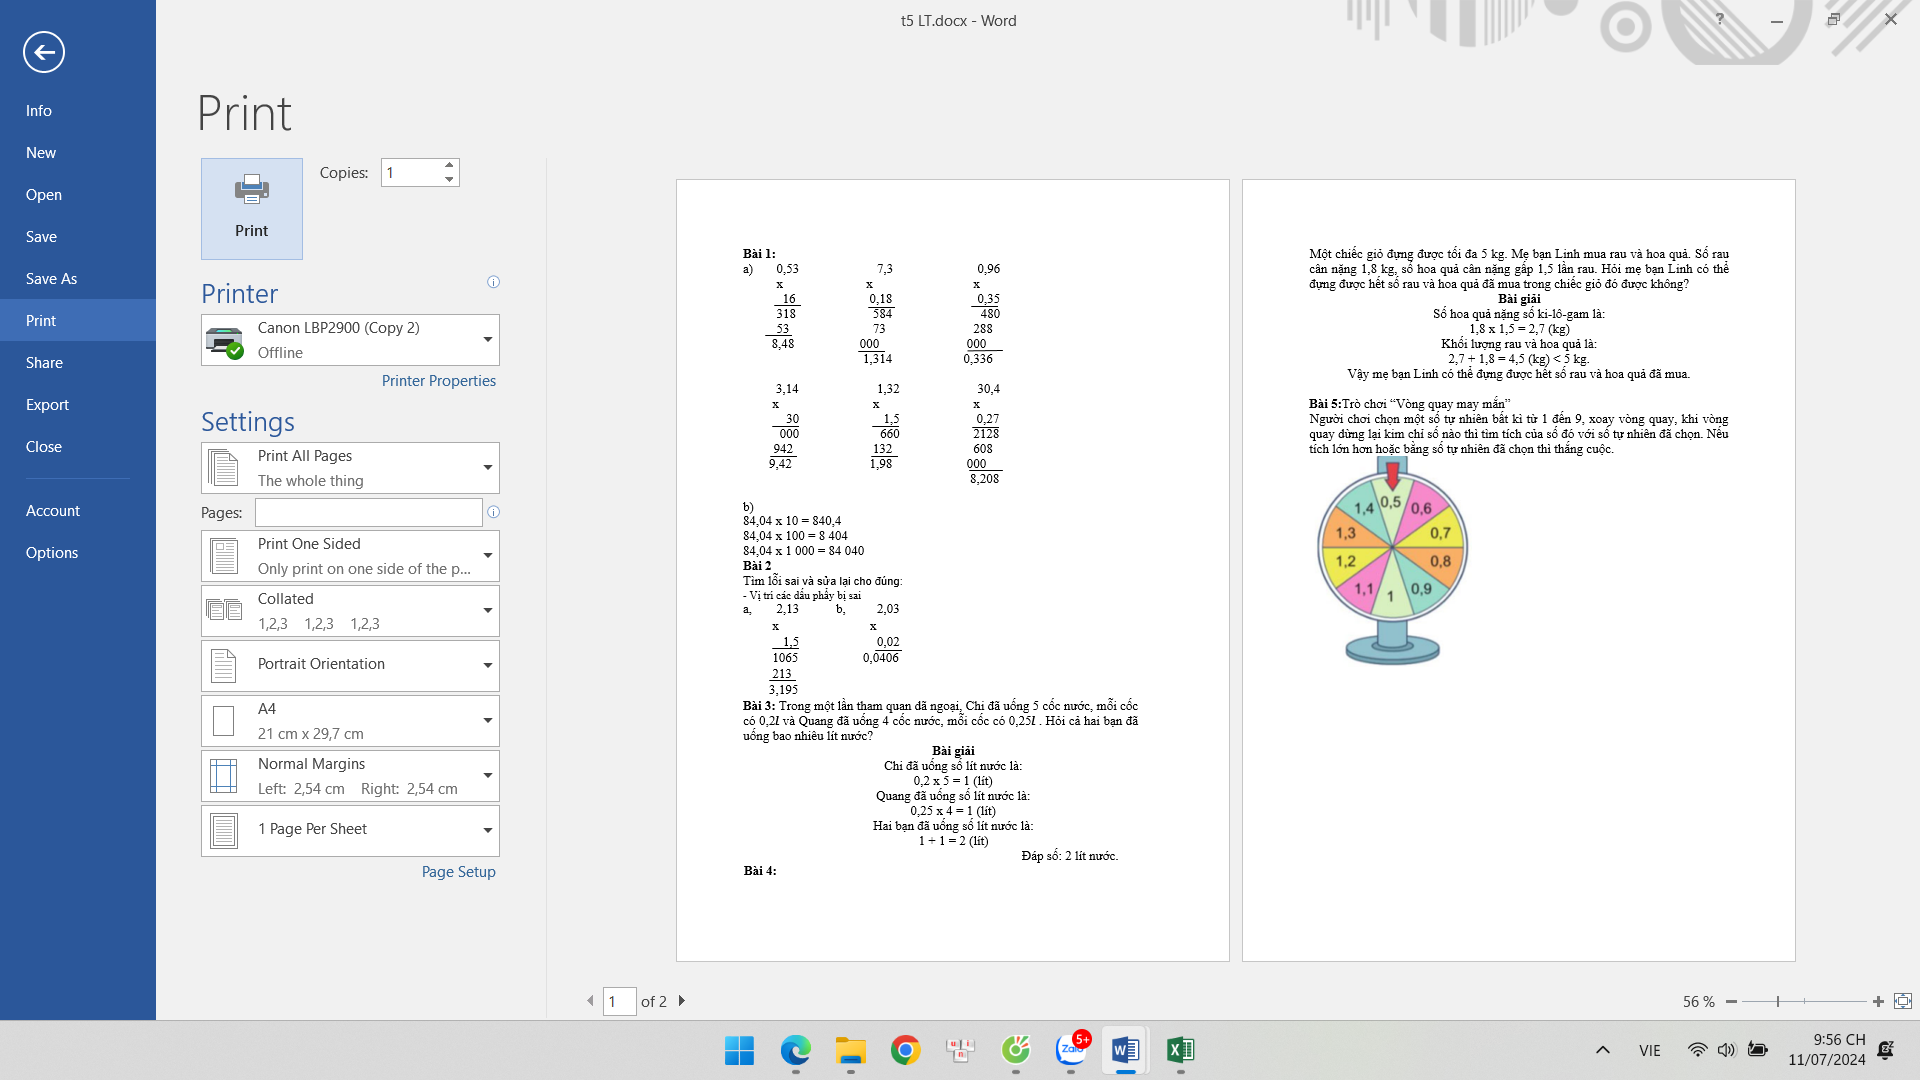 t5 LT.docx - Word
?
Info
New
Open
Save
Save As
Print
Share
Export
Close
Account
Options
Print
Print
Copies: 1
Printer
Canon LBP2900 (Copy 2)
Offline
Printer Properties
Settings
Print All Pages
The whole thing
Pages:
Print One Sided
Only print on one side of the p...
Collated
1,2,3 1,2,3 1,2,3
Portrait Orientation
A4
21 cm x 29,7 cm
Normal Margins
Left: 2,54 cm Right: 2,54 cm
1 Page Per Sheet
Page Setup
Bài 1:
a) 0,53 7,3 0,96
x x x
16 0,18 0,35
318 584 480
53 73 288
8,48 000 000
1,314 0,336
3,14 1,32 30,4
x x x
30 1,5 0,27
000 660 2128
942 132 608
9,42 1,98 000
8,208
b)
84,04 x 10 = 840,4
84,04 x 100 = 8 404
84,04 x 1 000 = 84 040
Bài 2
Tìm lỗi sai và sửa lại cho đúng:
- Vị trí các dấu phẩy bị sai
a, 2,13 b, 2,03
x x
1,5 0,02
1065 0,0406
213
3,195
Bài 3: Trong một lần tham quan dã ngoại, Chi đã uống 5 cốc nước, mỗi cốc
có 0,2l và Quang đã uống 4 cốc nước, mỗi cốc có 0,25l . Hỏi cả hai bạn đã
uống bao nhiêu lít nước?
Bài giải
Chi đã uống số lít nước là:
0,2 x 5 = 1 (lít)
Quang đã uống số lít nước là:
0,25 x 4 = 1 (lít)
Hai bạn đã uống số lít nước là:
1 + 1 = 2 (lít)
Đáp số: 2 lít nước.
Bài 4:
Một chiếc giỏ đựng được tối đa 5 kg. Mẹ bạn Linh mua rau và hoa quả. Số rau
cân nặng 1,8 kg, số hoa quả cân nặng gấp 1,5 lần rau. Hỏi mẹ bạn Linh có thể
đựng được hết số rau và hoa quả đã mua trong chiếc giỏ đó được không?
Bài giải
Số hoa quả nặng số ki-lô-gam là:
1,8 x 1,5 = 2,7 (kg)
Khối lượng rau và hoa quả là:
2,7 + 1,8 = 4,5 (kg) < 5 kg.
Vậy mẹ bạn Linh có thể đựng được hết số rau và hoa quả đã mua.
Bài 5:Trò chơi “Vòng quay may mắn”
Người chơi chọn một số tự nhiên bất kì từ 1 đến 9, xoay vòng quay, khi vòng
quay dừng lại kim chỉ số nào thì tìm tích của số đó với số tự nhiên đã chọn. Nếu
tích lớn hơn hoặc bằng số tự nhiên đã chọn thì thắng cuộc.
0,5
1,4 0,6
1,3 0,7
1,2 0,8
1,1 1 0,9
1 of 2
56 %
Zalo
5+
VIE
9:56 CH
11/07/2024